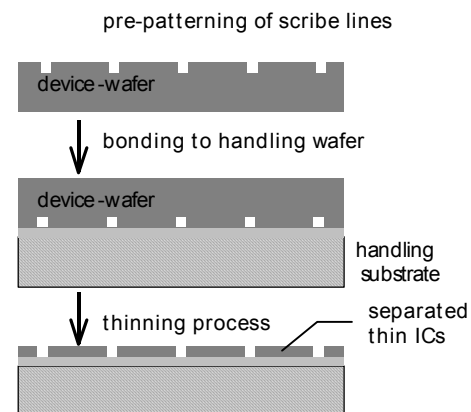 pre-patterning of scribe lines
device-wafer
bonding to handling wafer
device-wafer
handling
substrate
thinning process
separated
thin ICs